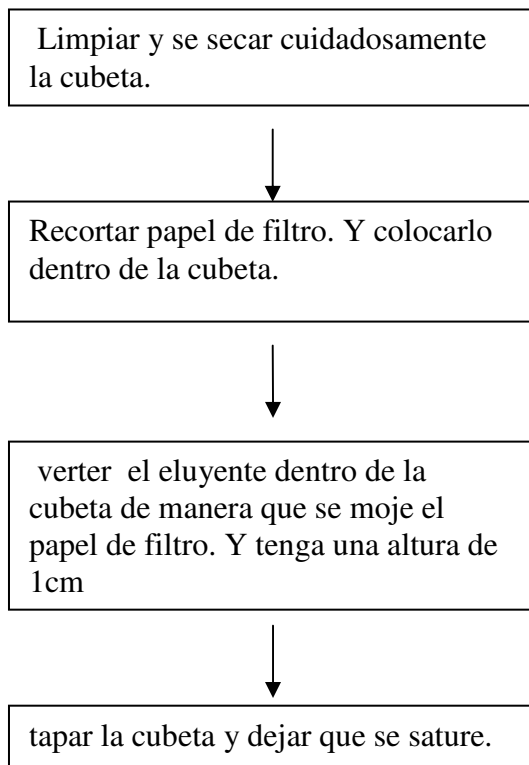 Limpiar y se secar cuidadosamente
la cubeta.
Recortar papel de filtro. Y colocarlo
dentro de la cubeta.
verter el eluyente dentro de la
cubeta de manera que se moje el
papel de filtro. Y tenga una altura de
1cm
tapar la cubeta y dejar que se sature.